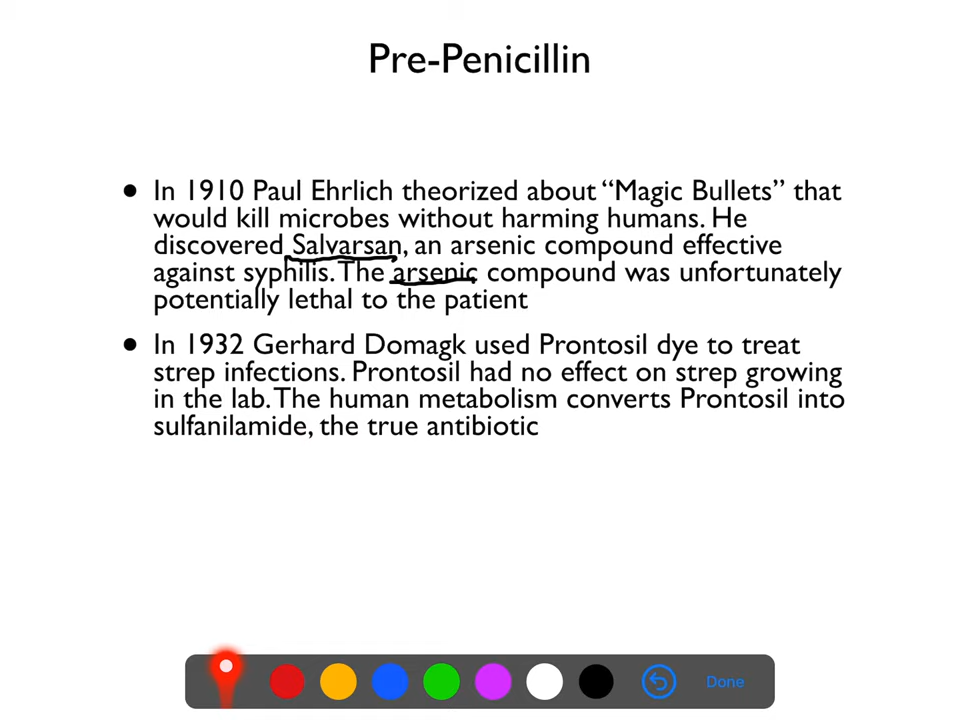 Pre-Penicillin
• In 1910 Paul Ehrlich theorized about “Magic Bullets” that
would kill microbes without harming humans. He
discovered Salvarsan, an arsenic compound effective
against syphilis. The arsenic compound was unfortunately
potentially lethal to the patient
• In 1932 Gerhard Domagk used Prontosil dye to treat
strep infections. Prontosil had no effect on strep growing
in the lab. The human metabolism converts Prontosil into
sulfanilamide, the true antibiotic
Done